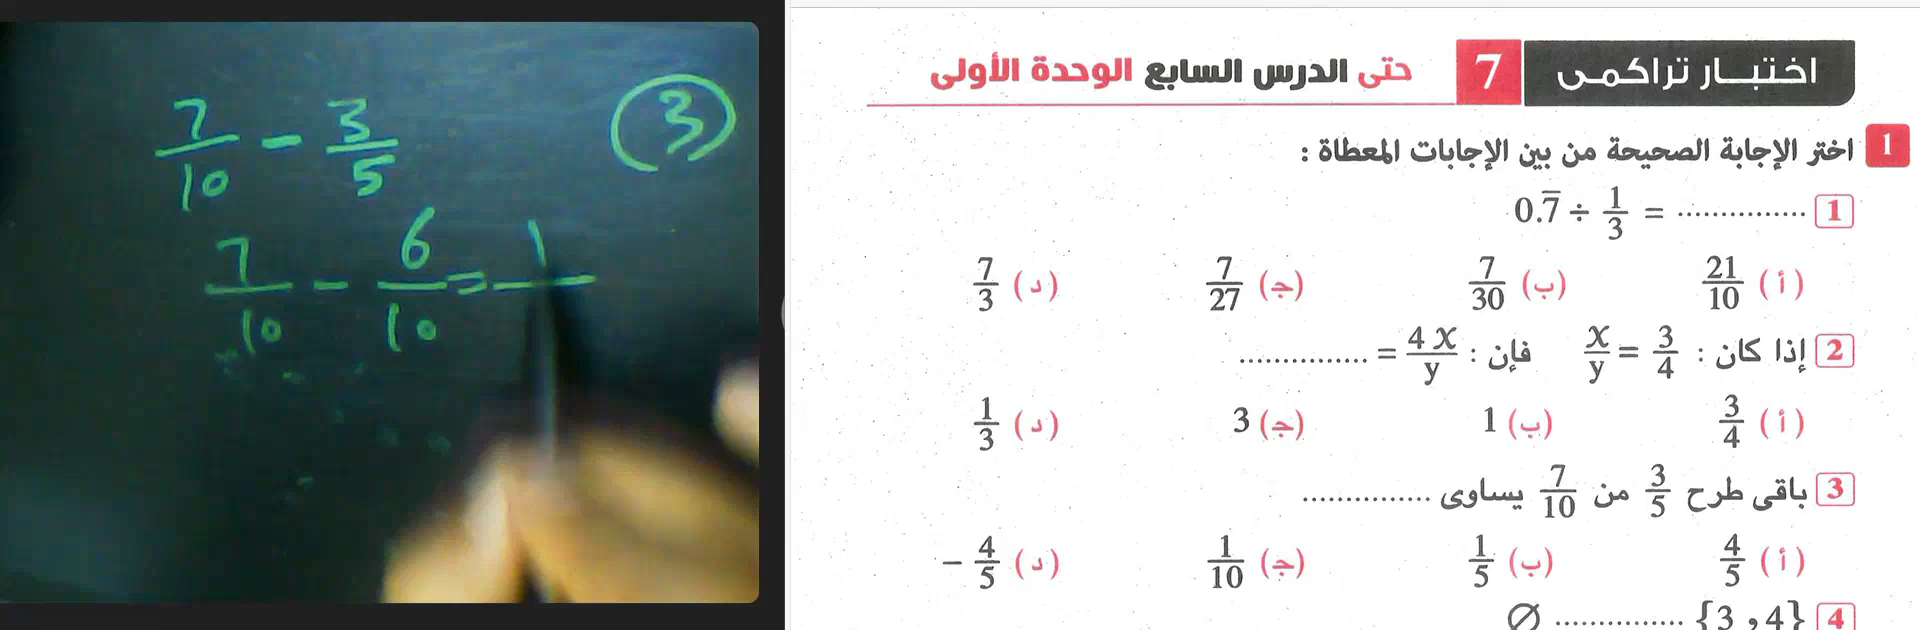 3
7/10 - 3/5
7/10 - 6/10 = 1
اختبار تراكمى 7 حتى الدرس السابع الوحدة الأولى
1 اختر الإجابة الصحيحة من بين الإجابات المعطاة :
1 0.7̅ ÷ 1/3 = ...............
(أ) 21/10 (ب) 7/30 (جـ) 7/27 (د) 7/3
2 إذا كان : x/y = 3/4 فإن : 4x/y = ...............
(أ) 3/4 (ب) 1 (جـ) 3 (د) 1/3
3 باقى طرح 3/5 من 7/10 يساوى ...............
(أ) 4/5 (ب) 1/5 (جـ) 1/10 (د) - 4/5
4 {3 , 4} ............... ∅